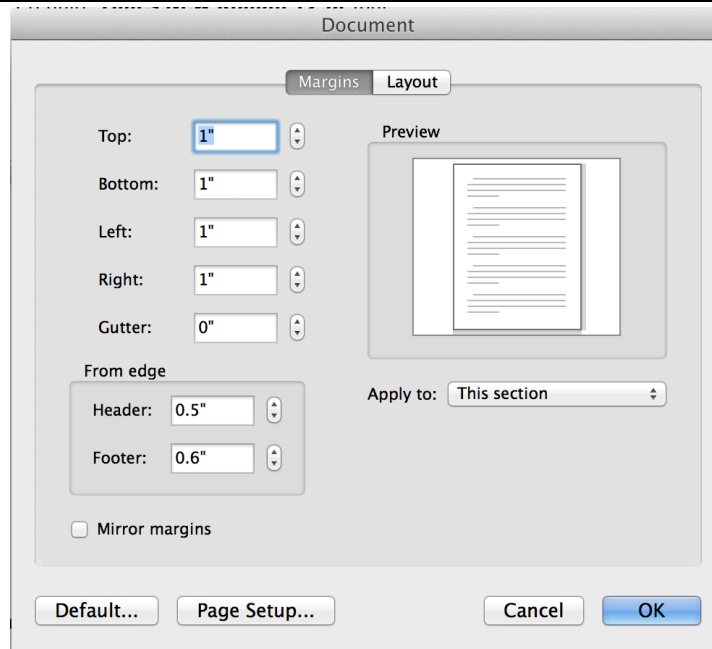 Document
Margins Layout
Top: 1"
Bottom: 1"
Left: 1"
Right: 1"
Gutter: 0"
From edge
Header: 0.5"
Footer: 0.6"
Mirror margins
Preview
Apply to: This section
Default... Page Setup... Cancel OK